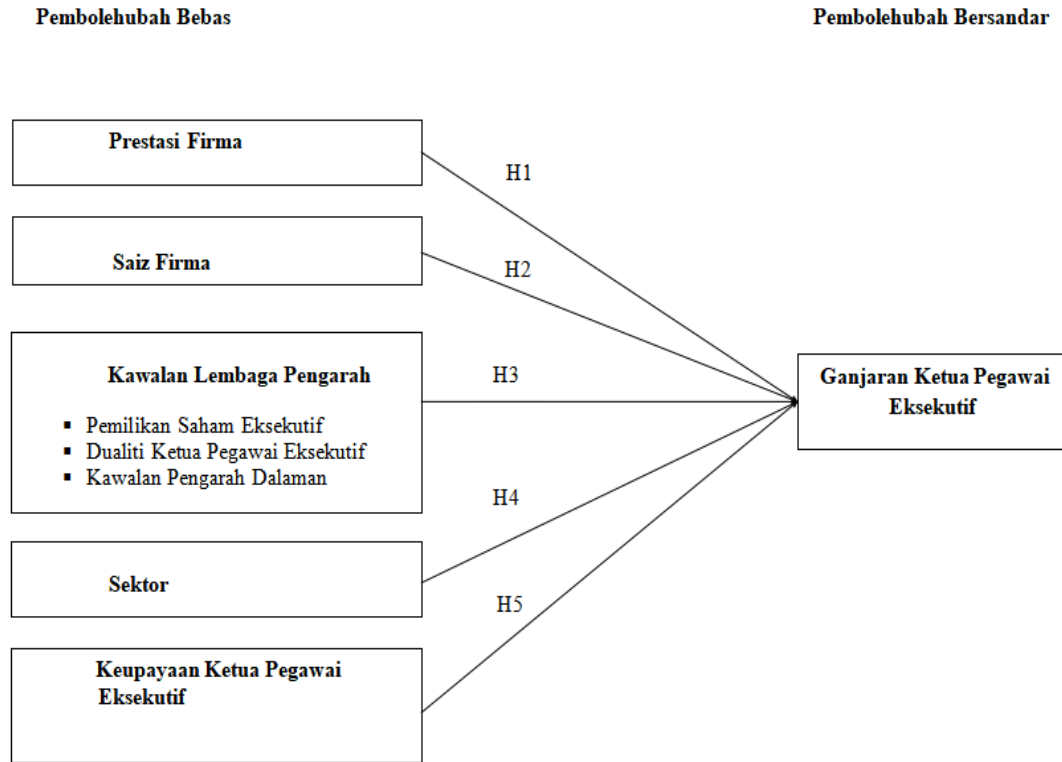 Pembolehubah Bebas
Pembolehubah Bersandar
Prestasi Firma
H1
Saiz Firma
H2
Kawalan Lembaga Pengarah
▪ Pemilikan Saham Eksekutif
▪ Dualiti Ketua Pegawai Eksekutif
▪ Kawalan Pengarah Dalaman
H3
Ganjaran Ketua Pegawai
Eksekutif
Sektor
H4
Keupayaan Ketua Pegawai
Eksekutif
H5